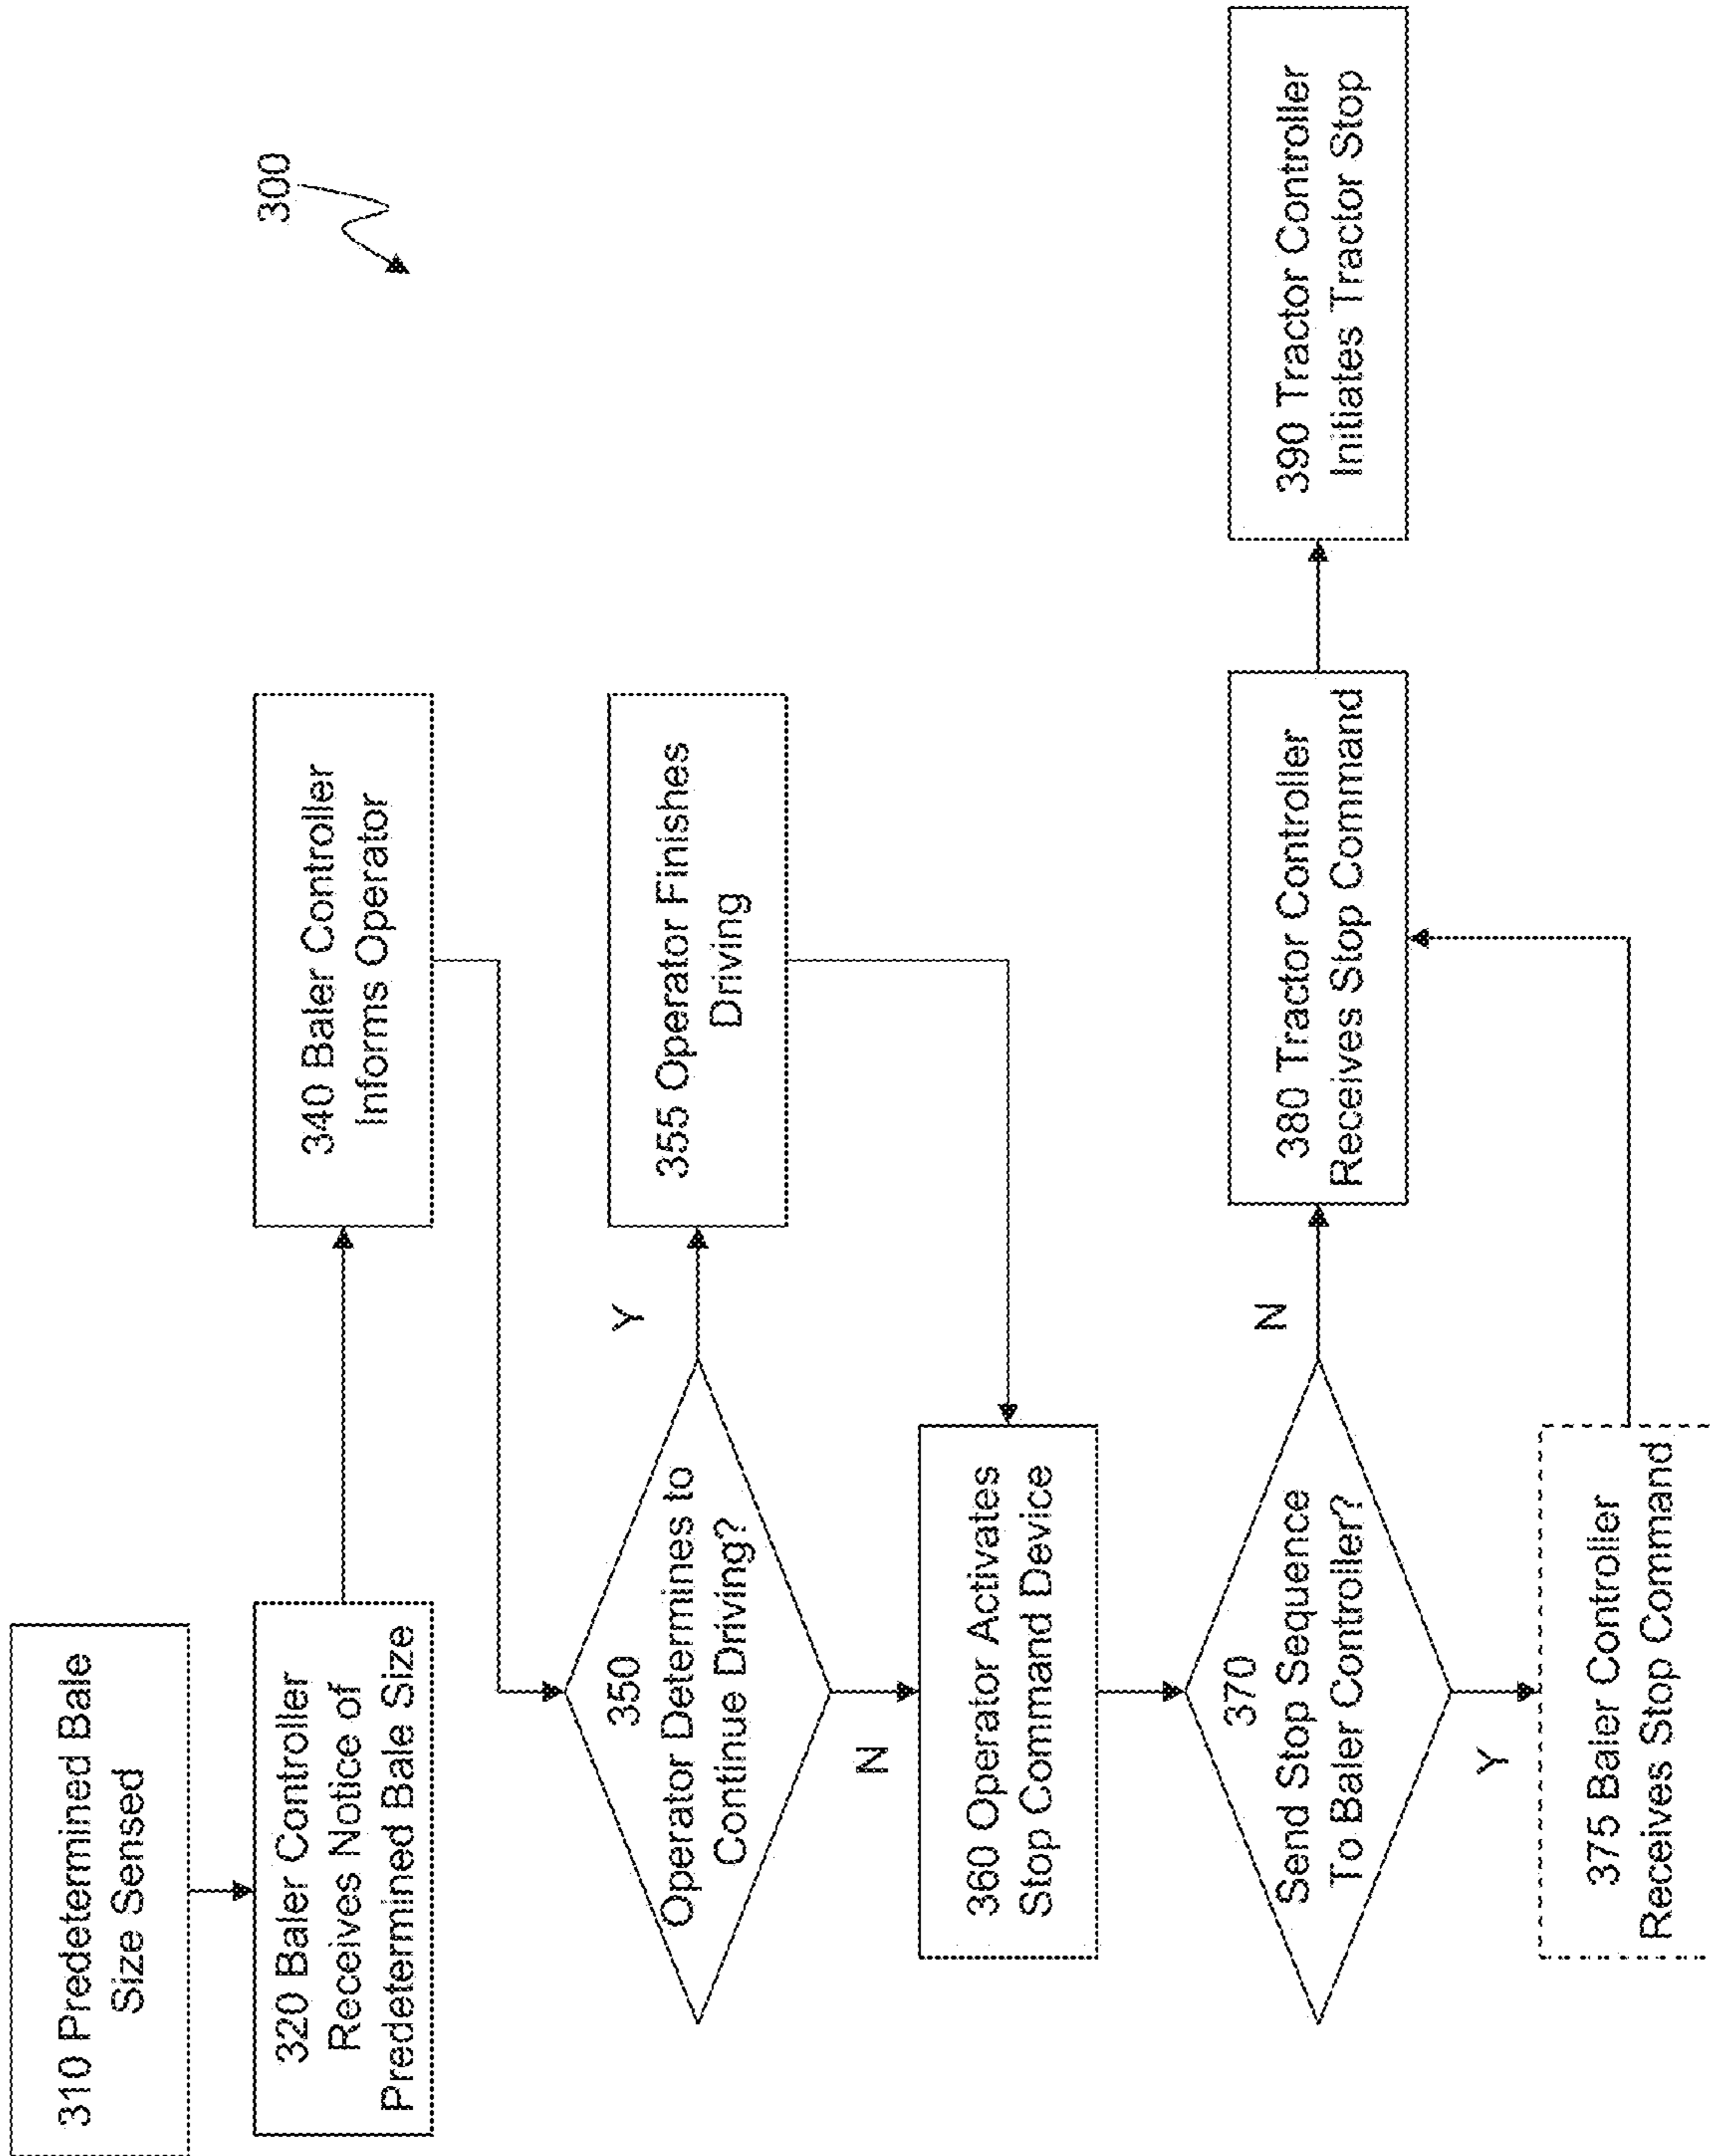 300
310 Predetermined Bale
Size Sensed
320 Baler Controller
Receives Notice of
Predetermined Bale Size
340 Baler Controller
Informs Operator
350
Operator Determines to
Continue Driving?
Y
355 Operator Finishes
Driving
N
360 Operator Activates
Stop Command Device
370
Send Stop Sequence
To Baler Controller?
N
380 Tractor Controller
Receives Stop Command
390 Tractor Controller
Initiates Tractor Stop
Y
375 Baler Controller
Receives Stop Command